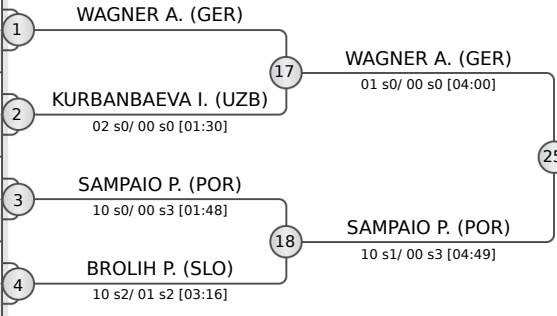 WAGNER A. (GER)
1
17
WAGNER A. (GER)
01 s0/ 00 s0 [04:00]
KURBANBAEVA I. (UZB)
2
02 s0/ 00 s0 [01:30]
25
SAMPAIO P. (POR)
3
10 s0/ 00 s3 [01:48]
18
SAMPAIO P. (POR)
10 s1/ 00 s3 [04:49]
BROLIH P. (SLO)
4
10 s2/ 01 s2 [03:16]